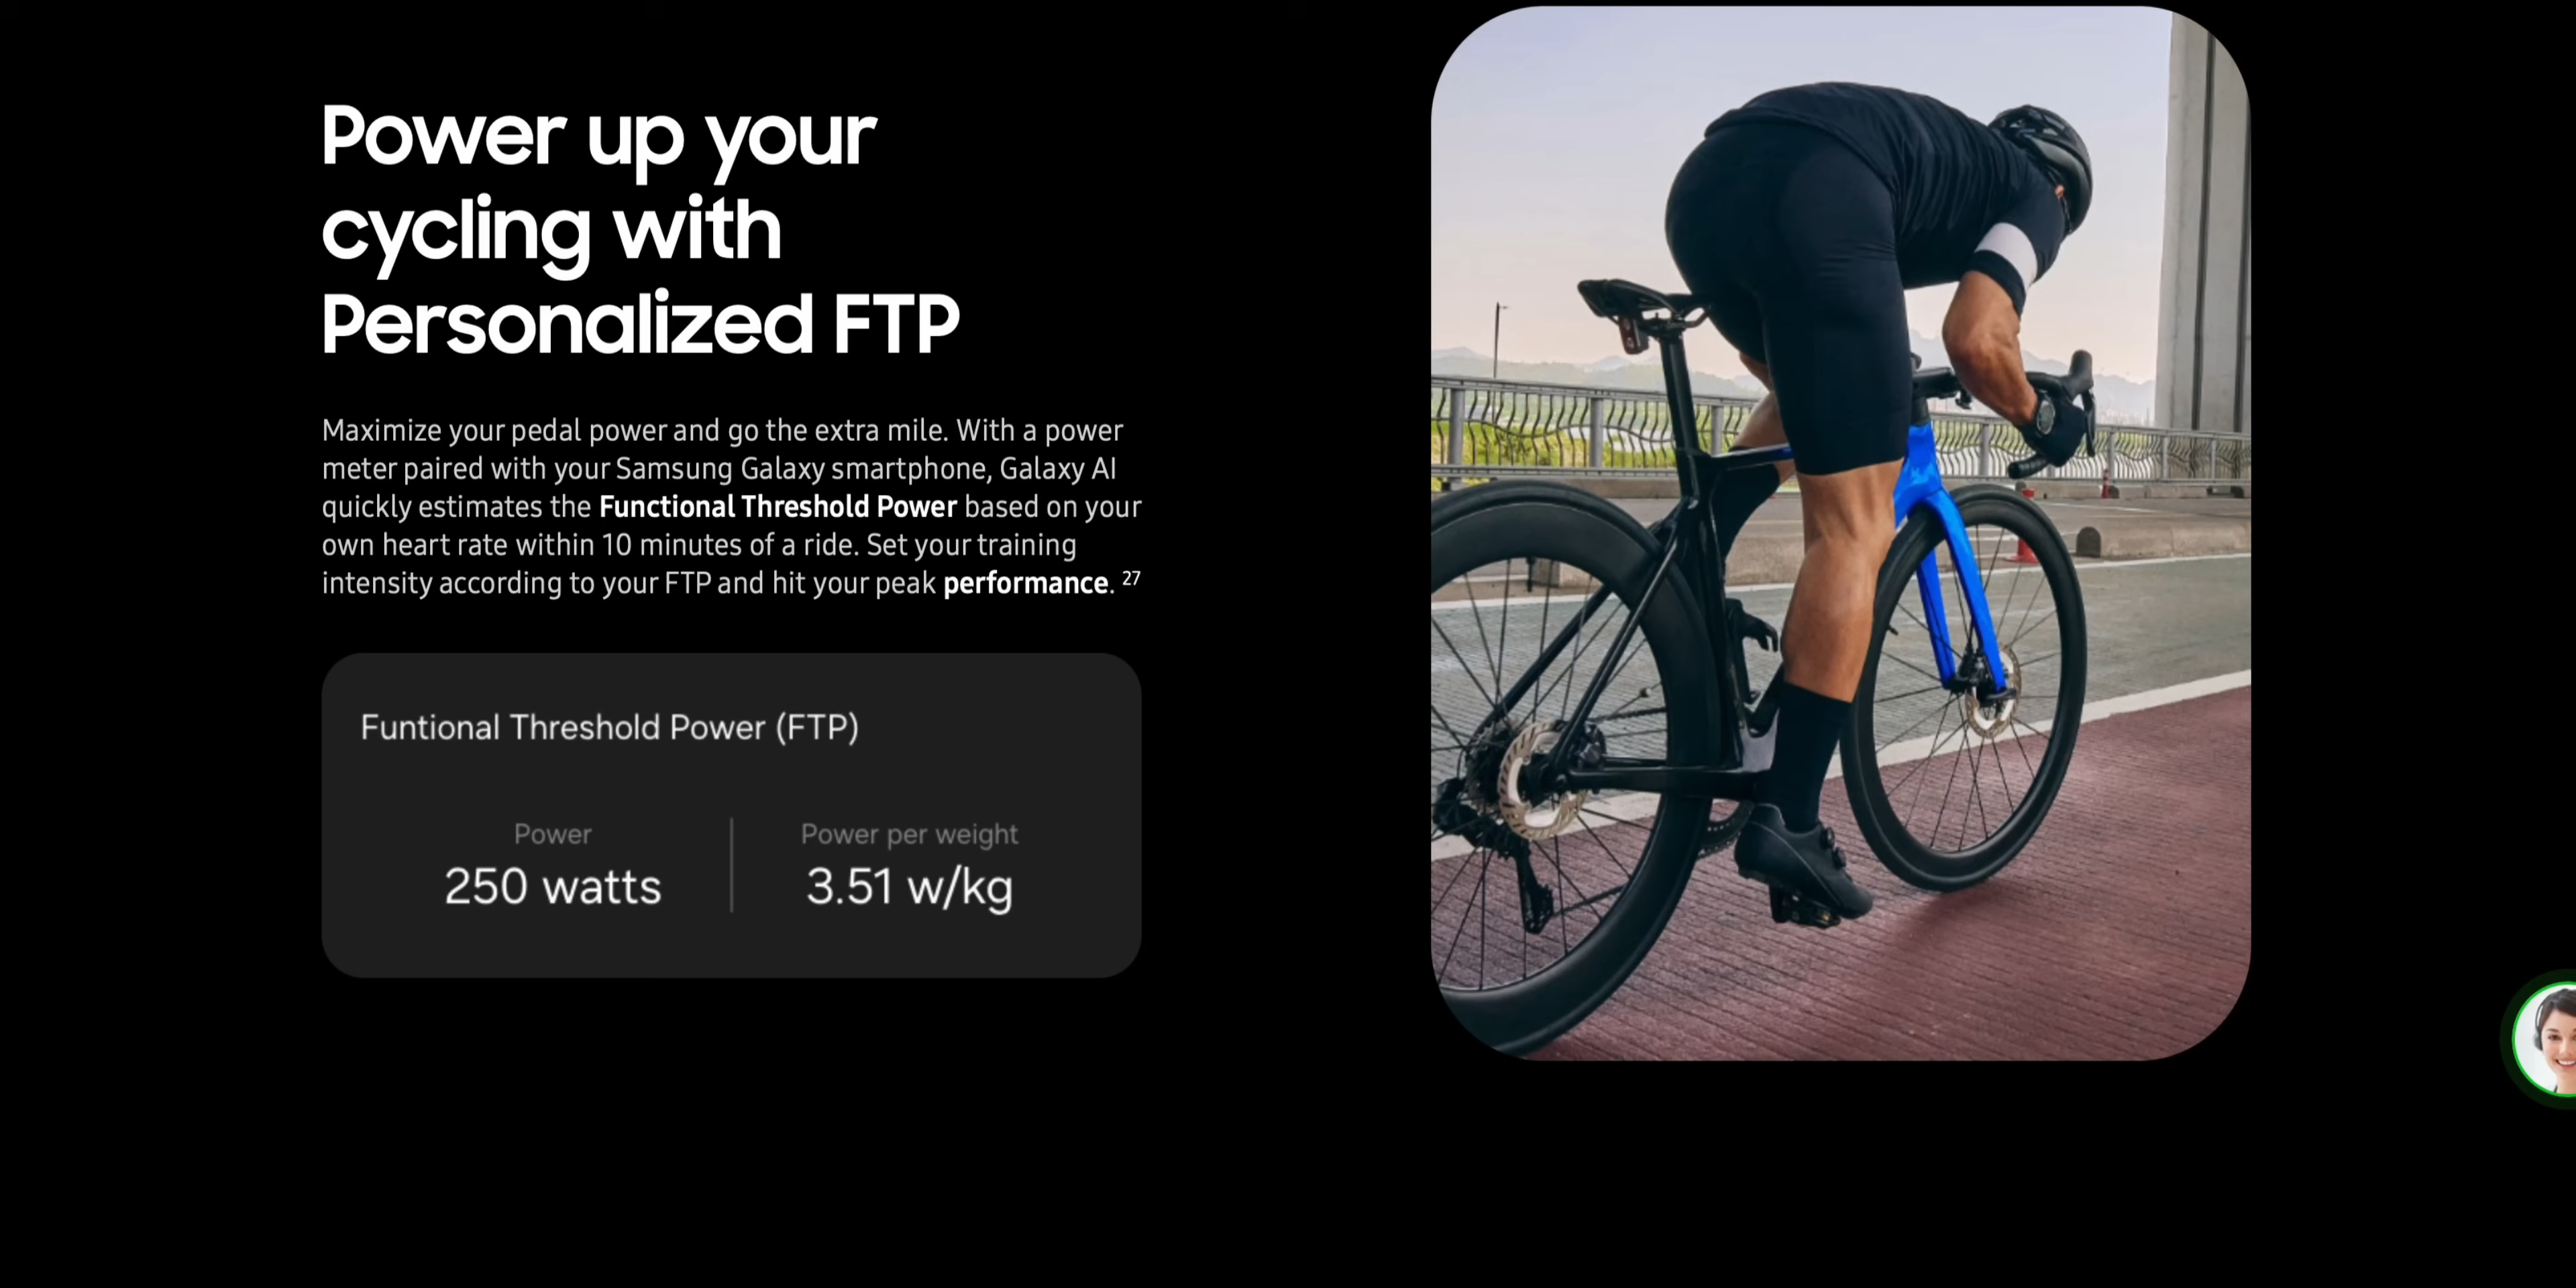 Power up your
cycling with
Personalized FTP
Maximize your pedal power and go the extra mile. With a power
meter paired with your Samsung Galaxy smartphone, Galaxy AI
quickly estimates the Functional Threshold Power based on your
own heart rate within 10 minutes of a ride. Set your training
intensity according to your FTP and hit your peak performance. 27
Funtional Threshold Power (FTP)
Power
250 watts
Power per weight
3.51 w/kg